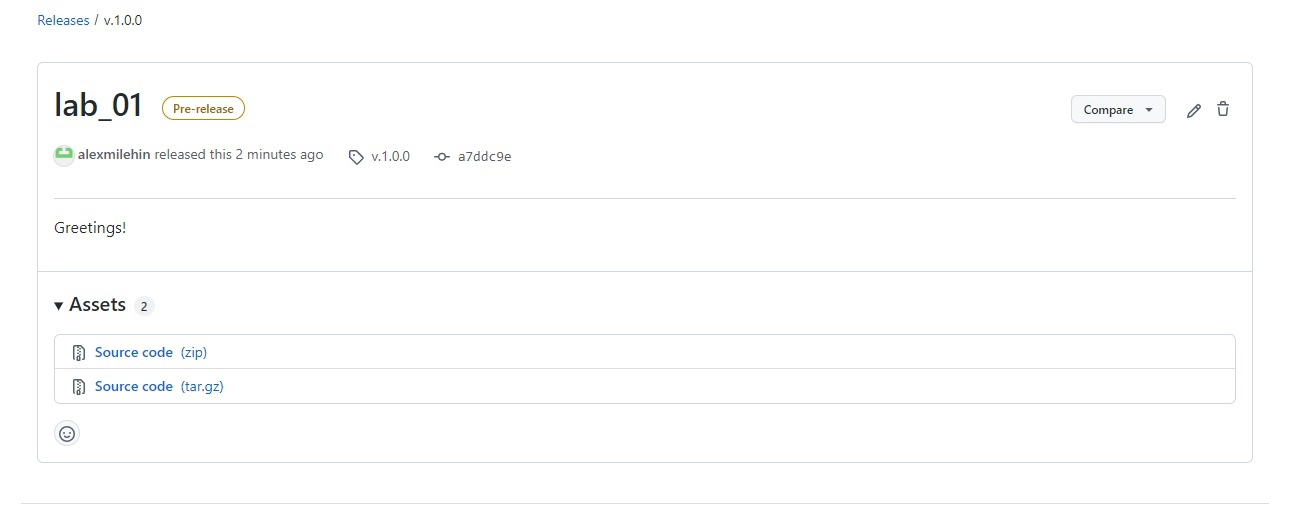 Releases / v.1.0.0
lab_01 Pre-release Compare
alexmilehin released this 2 minutes ago v.1.0.0 a7ddc9e
Greetings!
Assets 2
Source code (zip)
Source code (tar.gz)